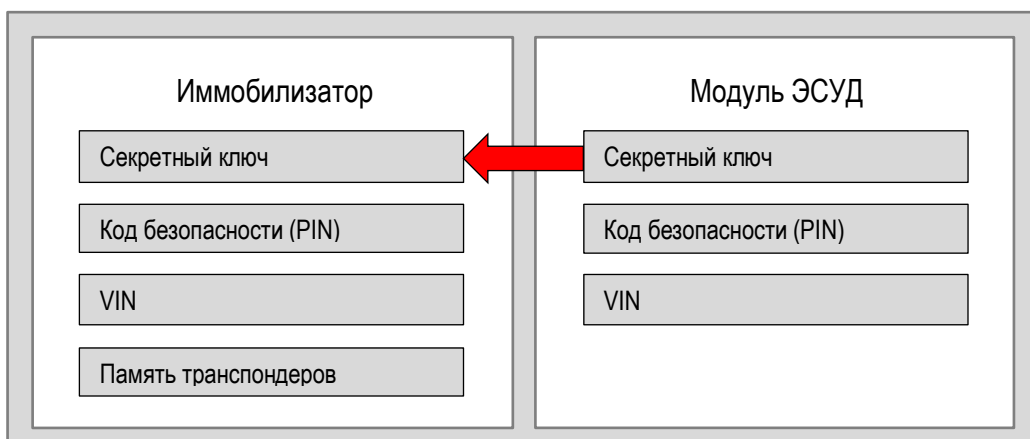 Иммобилизатор
Секретный ключ
Код безопасности (PIN)
VIN
Память транспондеров
Модуль ЭСУД
Секретный ключ
Код безопасности (PIN)
VIN